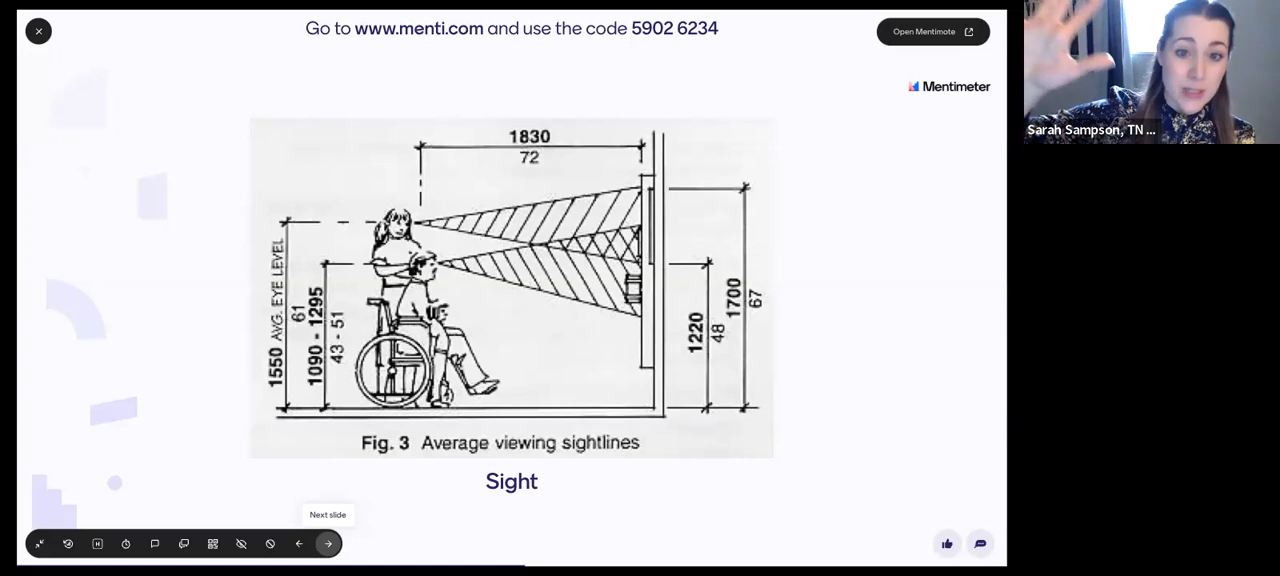 Go to www.menti.com and use the code 5902 6234
Open Mentimote
Mentimeter
Sarah Sampson, TN ...
1830
72
1550 AVG. EYE LEVEL
61
1090 - 1295
43 - 51
1220
48
1700
67
Fig. 3 Average viewing sightlines
Sight
Next slide
H